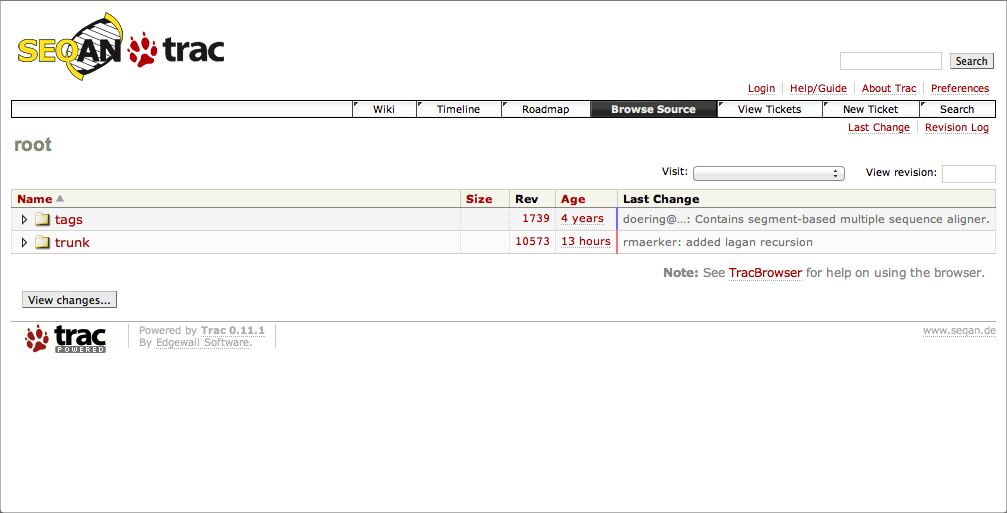 SEQAN trac
Search
Login Help/Guide About Trac Preferences
Wiki Timeline Roadmap Browse Source View Tickets New Ticket Search
Last Change Revision Log
root
Visit: View revision:
Name Size Rev Age Last Change
tags 1739 4 years doering@…: Contains segment-based multiple sequence aligner.
trunk 10573 13 hours rmaerker: added lagan recursion
Note: See TracBrowser for help on using the browser.
View changes...
trac POWERED
Powered by Trac 0.11.1
By Edgewall Software.
www.seqan.de